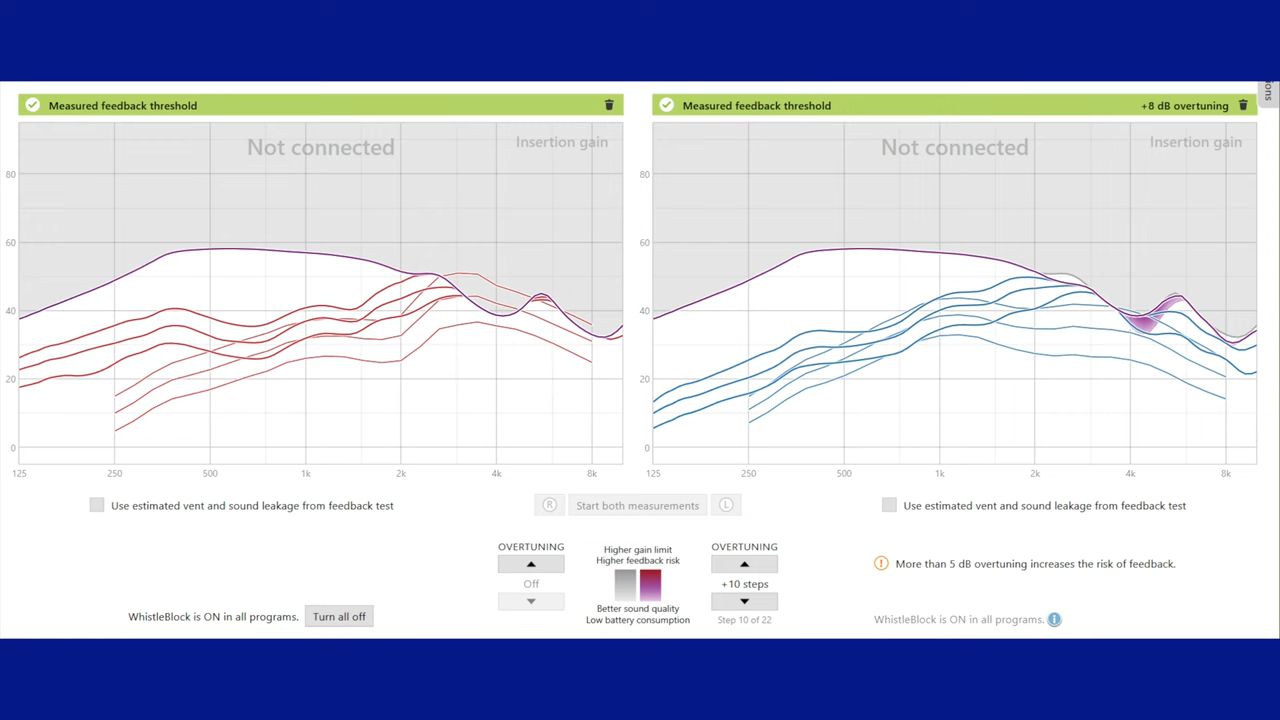 Measured feedback threshold
Measured feedback threshold +8 dB overtuning
ions
Not connected Insertion gain
Not connected Insertion gain
80
60
40
20
0
125 250 500 1k 2k 4k 8k
80
60
40
20
0
125 250 500 1k 2k 4k 8k
Use estimated vent and sound leakage from feedback test
R Start both measurements L
Use estimated vent and sound leakage from feedback test
OVERTUNING
Off
Higher gain limit
Higher feedback risk
Better sound quality
Low battery consumption
OVERTUNING
+10 steps
Step 10 of 22
More than 5 dB overtuning increases the risk of feedback.
WhistleBlock is ON in all programs. Turn all off
WhistleBlock is ON in all programs. i